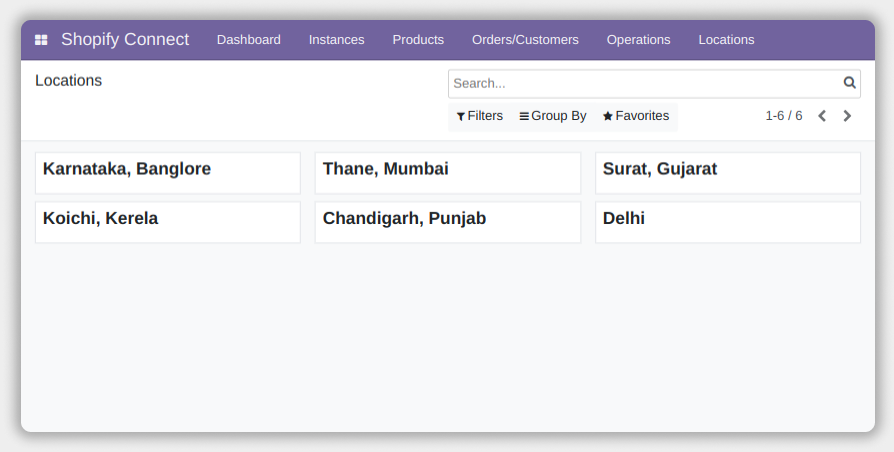 Shopify Connect Dashboard Instances Products Orders/Customers Operations Locations
Locations
Search...
Filters Group By Favorites 1-6 / 6
Karnataka, Banglore Thane, Mumbai Surat, Gujarat
Koichi, Kerela Chandigarh, Punjab Delhi